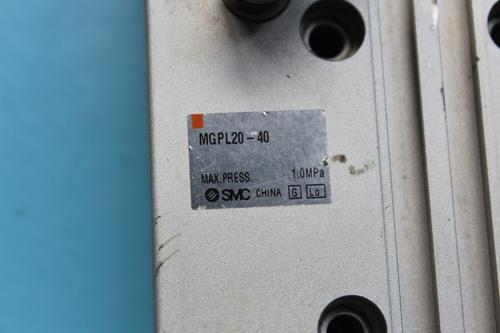 MGPL20-40
MAX.PRESS. 1.0MPa
SMC CHINA G Lo